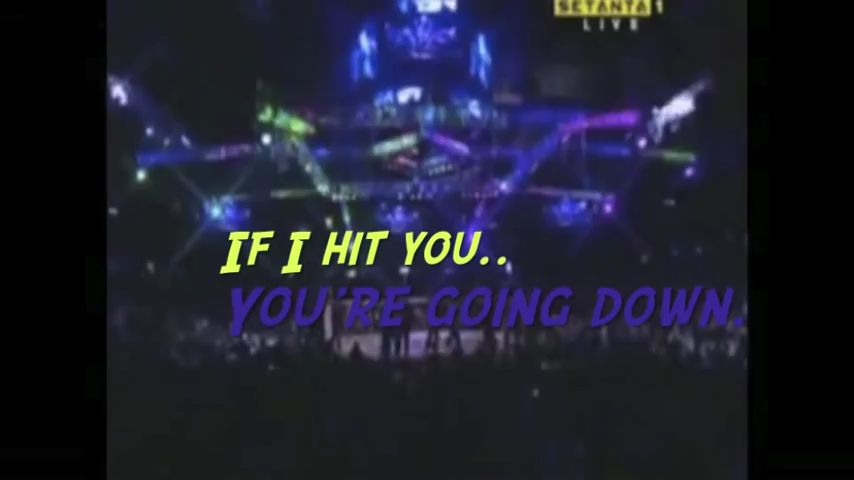 SETANTA 1
LIVE
IF I HIT YOU..
YOU'RE GOING DOWN.